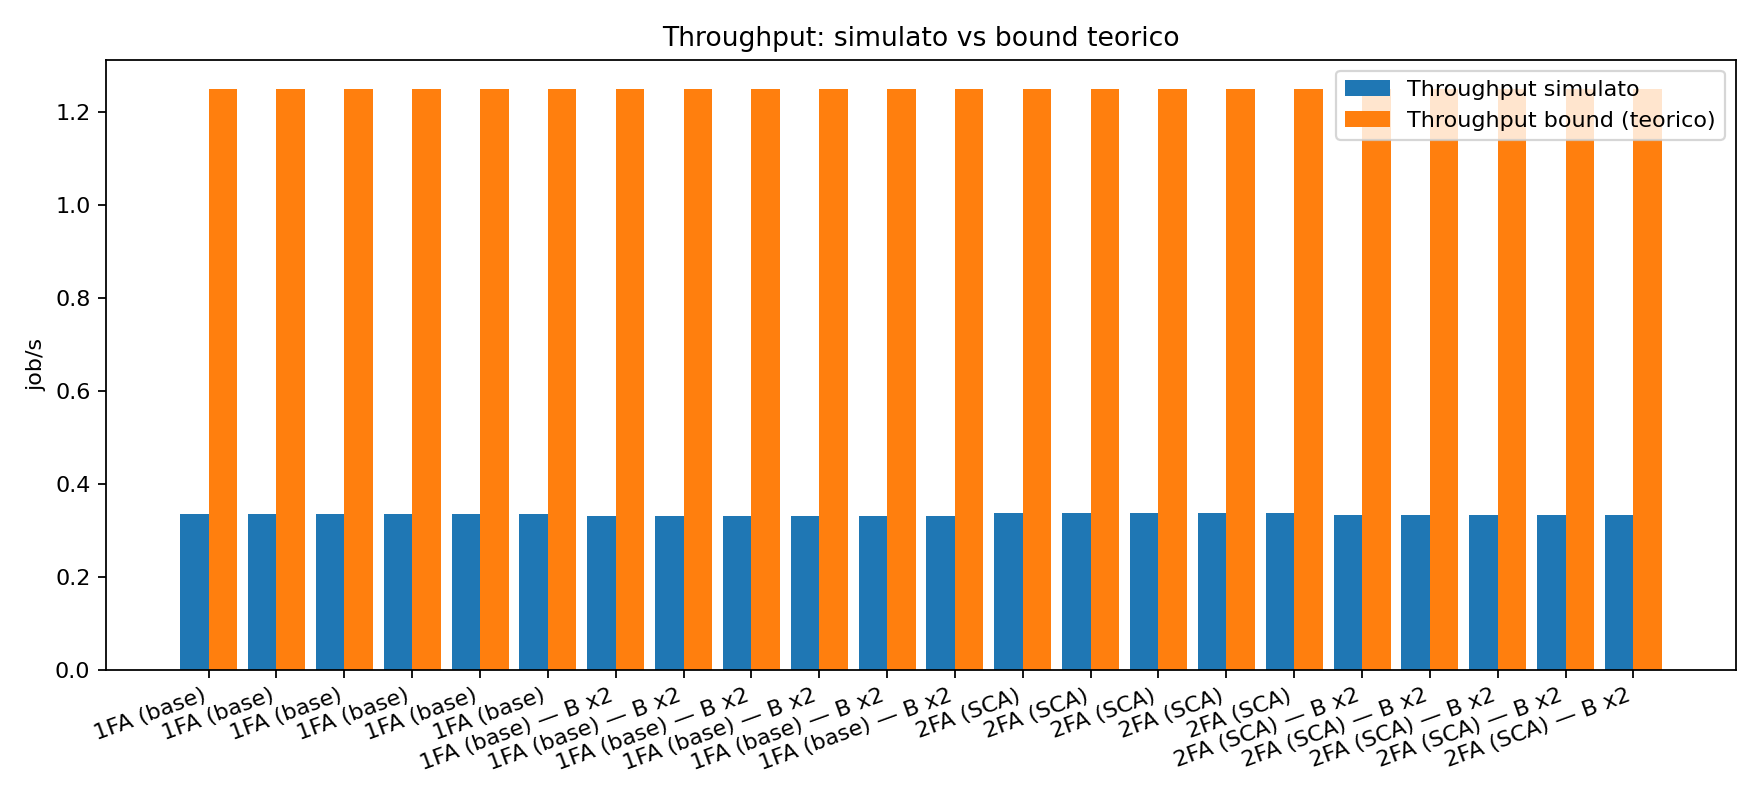 Throughput: simulato vs bound teorico
Throughput simulato
Throughput bound (teorico)
job/s
1.2
1.0
0.8
0.6
0.4
0.2
0.0
1FA (base)
1FA (base)
1FA (base)
1FA (base)
1FA (base)
1FA (base)
1FA (base) — B x2
1FA (base) — B x2
1FA (base) — B x2
1FA (base) — B x2
1FA (base) — B x2
1FA (base) — B x2
2FA (SCA)
2FA (SCA)
2FA (SCA)
2FA (SCA)
2FA (SCA)
2FA (SCA) — B x2
2FA (SCA) — B x2
2FA (SCA) — B x2
2FA (SCA) — B x2
2FA (SCA) — B x2